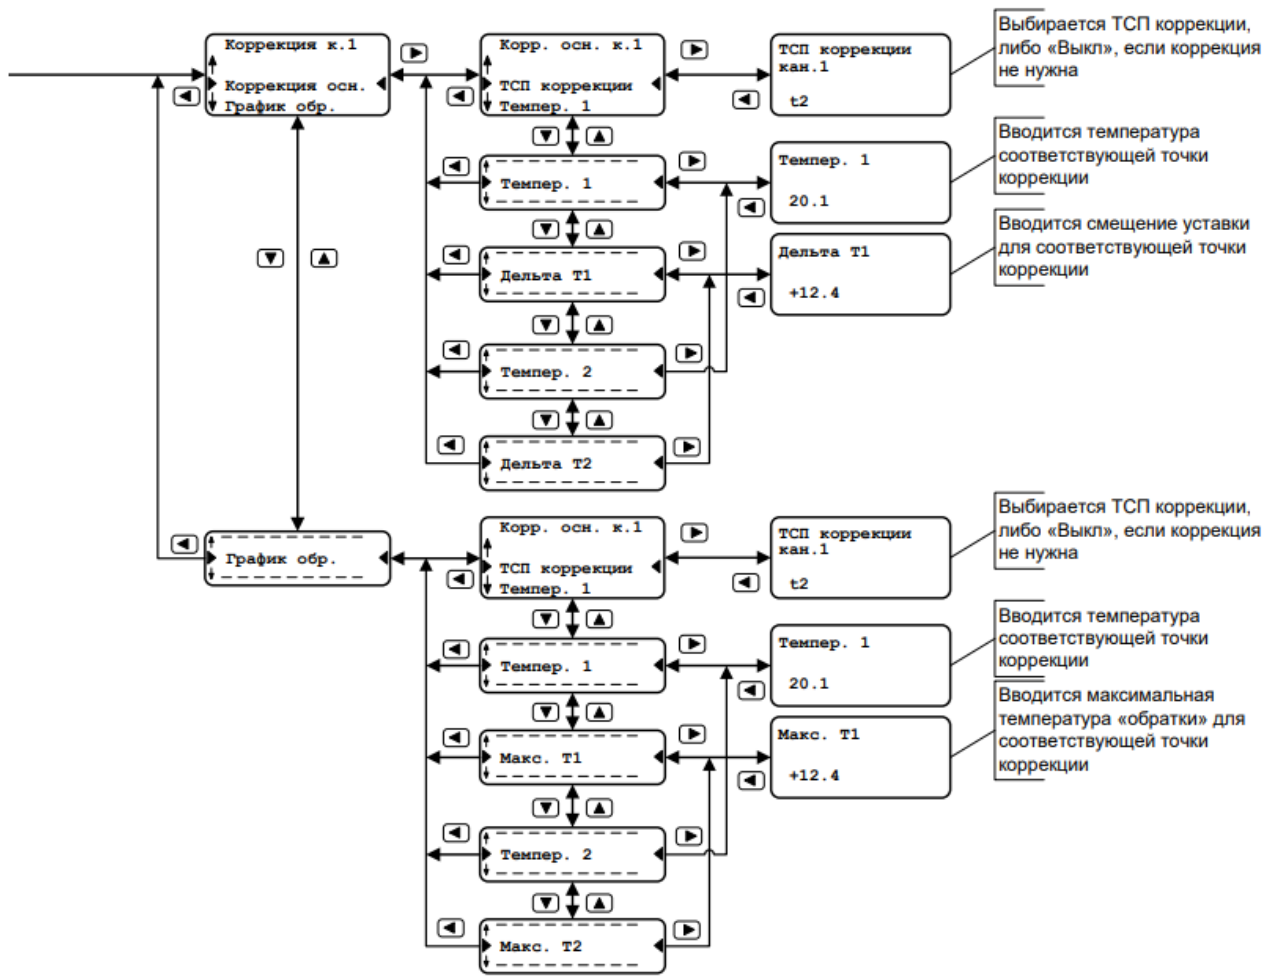 Коррекция к.1
Коррекция осн.
График обр.
Корр. осн. к.1
ТСП коррекции
Темпер. 1
ТСП коррекции
кан.1
t2
Выбирается ТСП коррекции,
либо «Выкл», если коррекция
не нужна
Темпер. 1
Темпер. 1
20.1
Вводится температура
соответствующей точки
коррекции
Дельта Т1
Дельта Т1
+12.4
Вводится смещение уставки
для соответствующей точки
коррекции
Темпер. 2
Дельта Т2
График обр.
Корр. осн. к.1
ТСП коррекции
Темпер. 1
ТСП коррекции
кан.1
t2
Выбирается ТСП коррекции,
либо «Выкл», если коррекция
не нужна
Темпер. 1
Темпер. 1
20.1
Вводится температура
соответствующей точки
коррекции
Макс. Т1
Макс. Т1
+12.4
Вводится максимальная
температура «обратки» для
соответствующей точки
коррекции
Темпер. 2
Макс. Т2